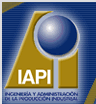 IAPI
INGENIERÍA Y ADMINISTRACIÓN
DE LA PRODUCCIÓN INDUSTRIAL